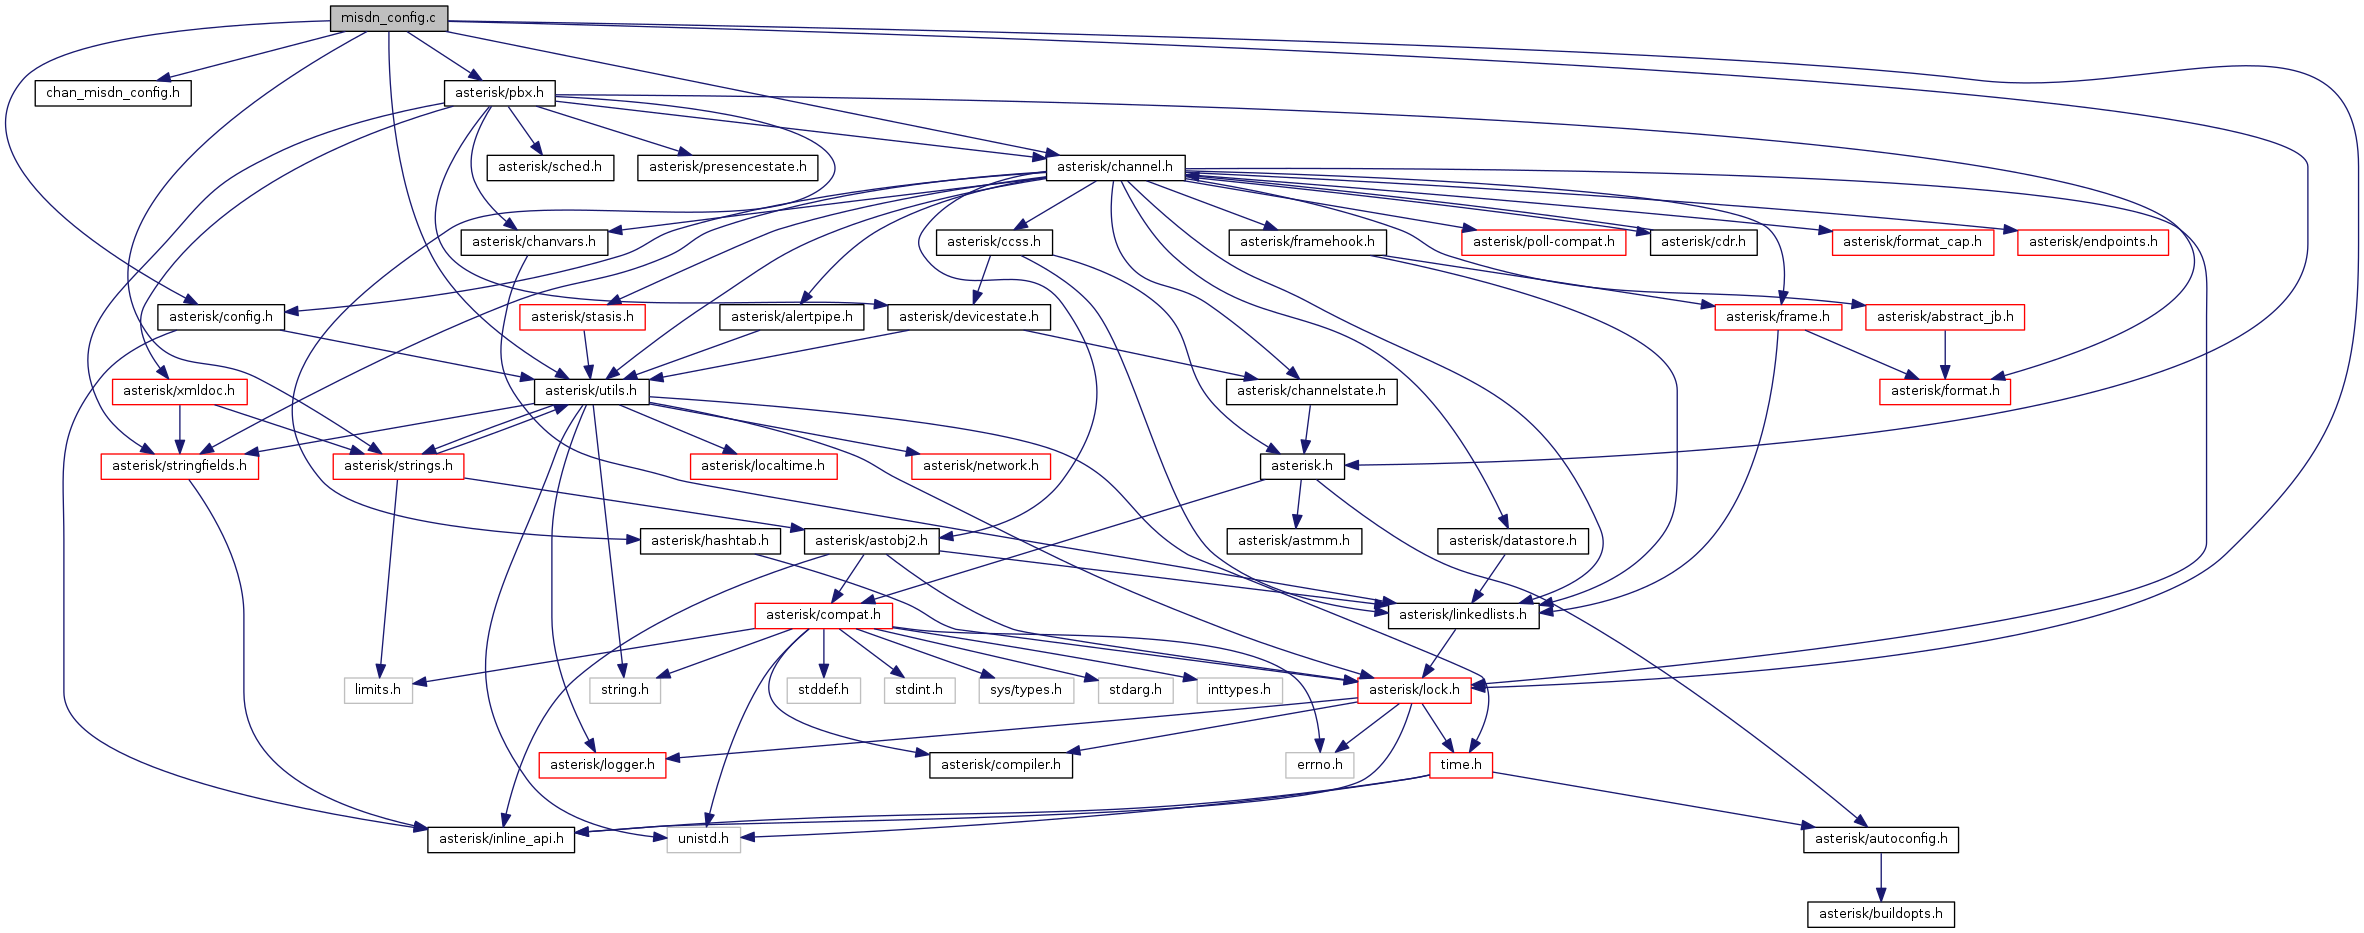 misdn_config.c
chan_misdn_config.h
asterisk/pbx.h
asterisk/sched.h
asterisk/presencestate.h
asterisk/channel.h
asterisk/chanvars.h
asterisk/ccss.h
asterisk/framehook.h
asterisk/poll-compat.h
asterisk/cdr.h
asterisk/format_cap.h
asterisk/endpoints.h
asterisk/config.h
asterisk/stasis.h
asterisk/alertpipe.h
asterisk/devicestate.h
asterisk/frame.h
asterisk/abstract_jb.h
asterisk/xmldoc.h
asterisk/utils.h
asterisk/channelstate.h
asterisk/format.h
asterisk/stringfields.h
asterisk/strings.h
asterisk/localtime.h
asterisk/network.h
asterisk.h
asterisk/hashtab.h
asterisk/astobj2.h
asterisk/astmm.h
asterisk/datastore.h
asterisk/compat.h
asterisk/linkedlists.h
limits.h
string.h
stddef.h
stdint.h
sys/types.h
stdarg.h
inttypes.h
asterisk/lock.h
asterisk/logger.h
asterisk/compiler.h
errno.h
time.h
asterisk/inline_api.h
unistd.h
asterisk/autoconfig.h
asterisk/buildopts.h